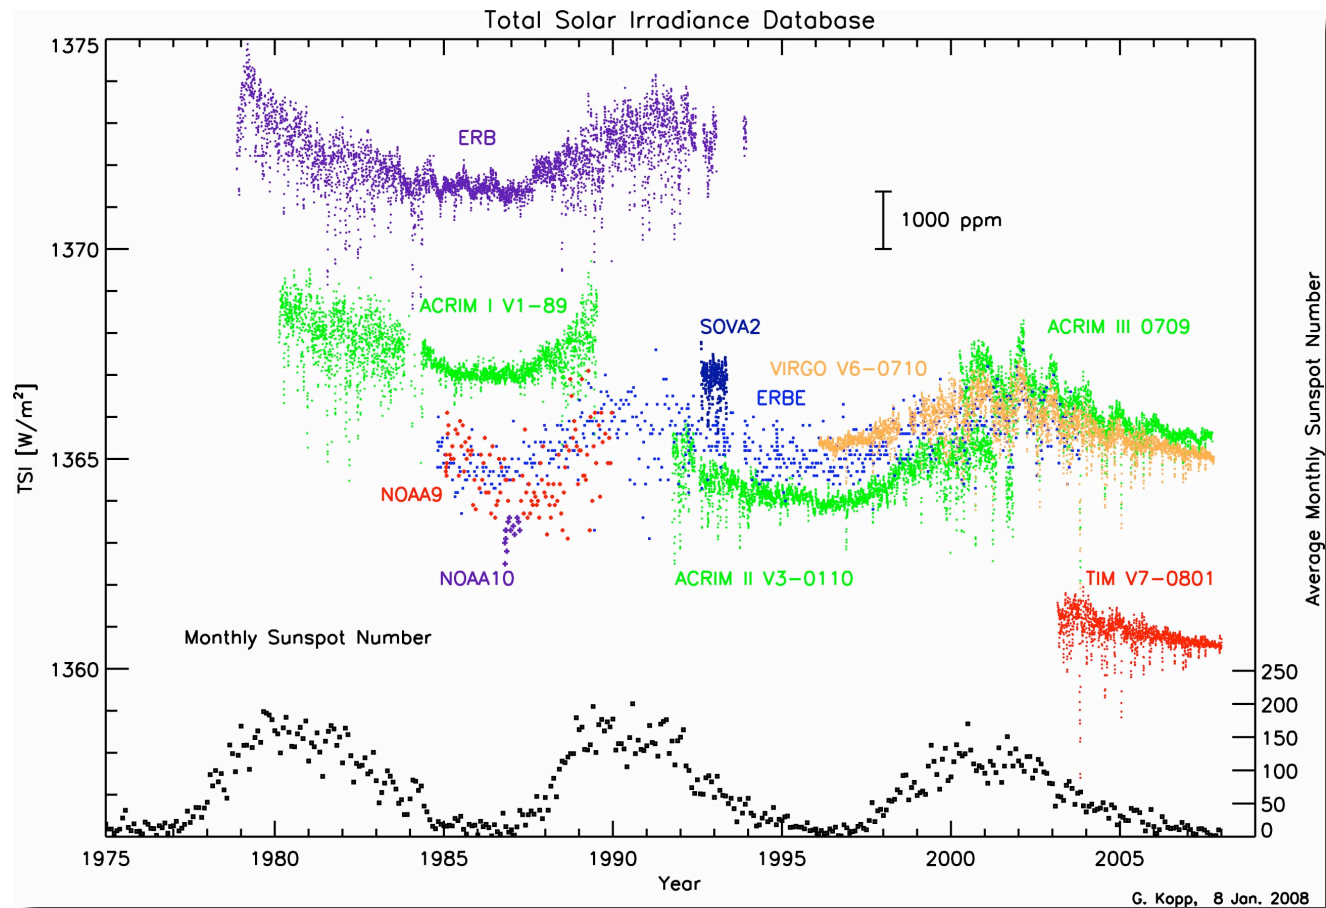 Total Solar Irradiance Database
1375
1370
1365
1360
TSI [W/m²]
ERB
1000 ppm
ACRIM I V1-89
SOVA2
ACRIM III 0709
VIRGO V6-0710
ERBE
NOAA9
NOAA10
ACRIM II V3-0110
TIM V7-0801
Monthly Sunspot Number
250
200
150
100
50
0
Average Monthly Sunspot Number
1975
1980
1985
1990
1995
2000
2005
Year
G. Kopp, 8 Jan. 2008